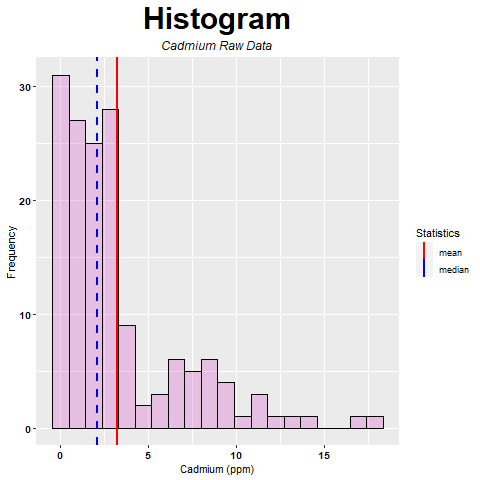 Histogram
Cadmium Raw Data
Frequency
30
20
10
0
0 5 10 15
Cadmium (ppm)
Statistics
mean
median